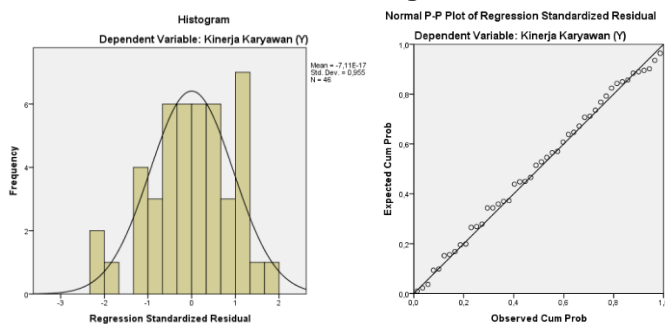 Histogram
Dependent Variable: Kinerja Karyawan (Y)
Mean = -7,11E-17
Std. Dev. = 0,955
N = 46
Frequency
6
4
2
0
-3
-2
-1
0
1
2
Regression Standardized Residual
Normal P-P Plot of Regression Standardized Residual
Dependent Variable: Kinerja Karyawan (Y)
Expected Cum Prob
1,0
0,8
0,6
0,4
0,2
0,0
0,0
0,2
0,4
0,6
0,8
1,0
Observed Cum Prob